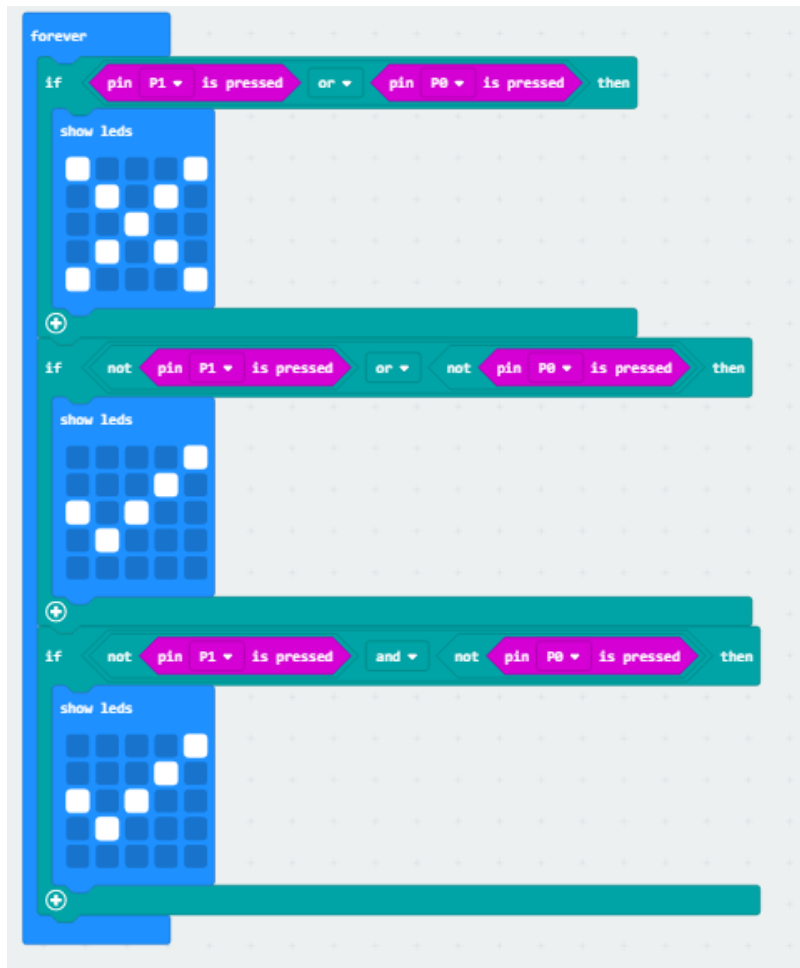 forever
if pin P1 is pressed or pin P0 is pressed then
show leds
if not pin P1 is pressed or not pin P0 is pressed then
show leds
if not pin P1 is pressed and not pin P0 is pressed then
show leds